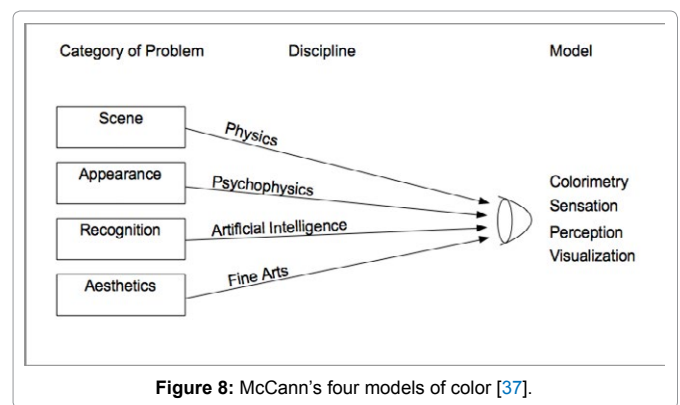 Category of Problem Discipline Model
Scene
Physics
Appearance
Psychophysics
Colorimetry
Sensation
Recognition
Artificial Intelligence
Perception
Visualization
Aesthetics
Fine Arts
Figure 8: McCann's four models of color [37].